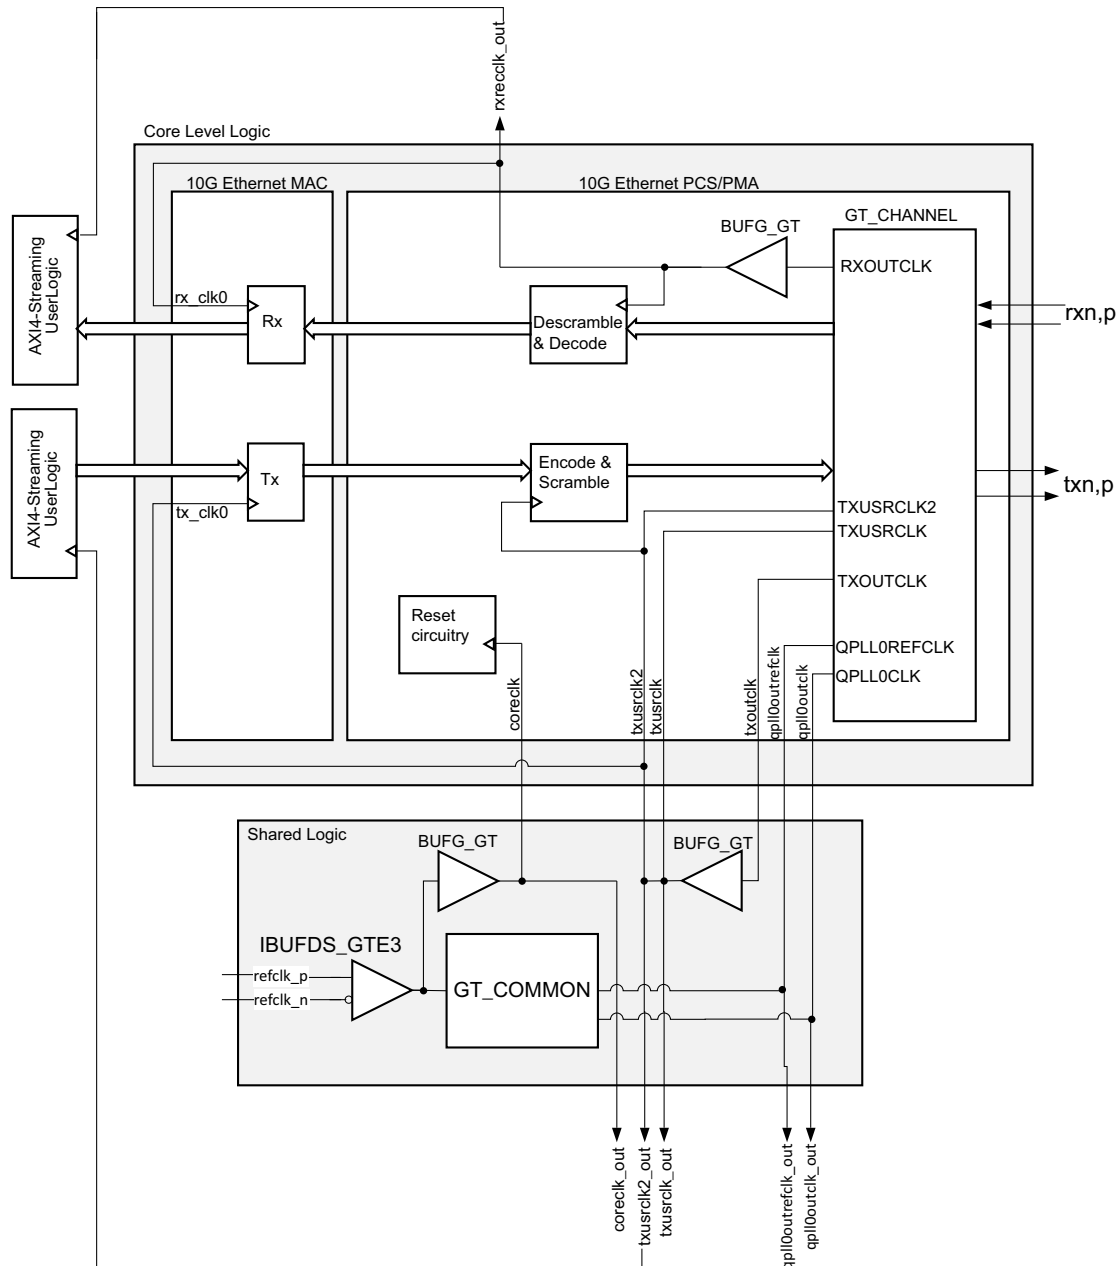 rxrecclk_out
Core Level Logic
10G Ethernet MAC
10G Ethernet PCS/PMA
GT_CHANNEL
BUFG_GT
RXOUTCLK
AXI4-Streaming
UserLogic
rx_clk0
Rx
Descramble
& Decode
rxn,p
AXI4-Streaming
UserLogic
Tx
tx_clk0
Encode &
Scramble
txn,p
TXUSRCLK2
TXUSRCLK
TXOUTCLK
Reset
circuitry
QPLL0REFCLK
QPLL0CLK
coreclk
txusrclk2
txusrclk
txoutclk
qpll0outrefclk
qpll0outclk
Shared Logic
BUFG_GT
BUFG_GT
IBUFDS_GTE3
refclk_p
refclk_n
GT_COMMON
coreclk_out
txusrclk2_out
txusrclk_out
qpll0outrefclk_out
qpll0outclk_out